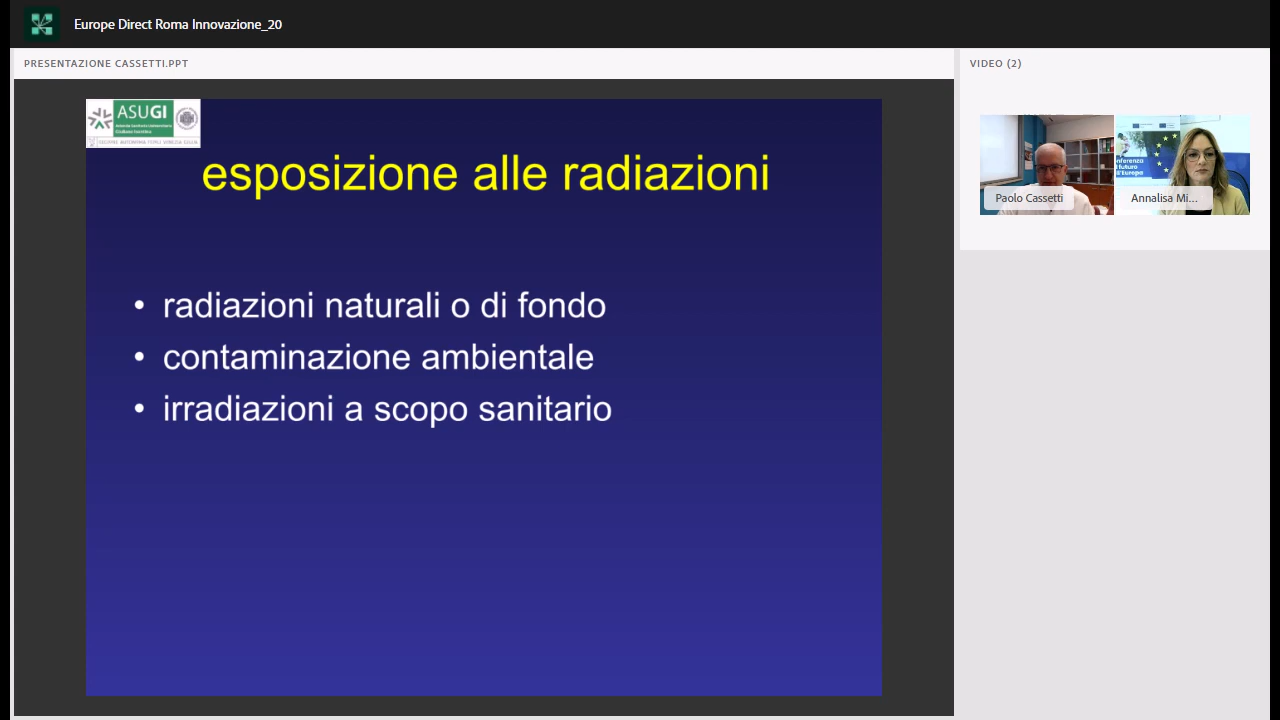 Europe Direct Roma Innovazione_20
PRESENTAZIONE CASSETTI.PPT
VIDEO (2)
ASUGI
esposizione alle radiazioni
• radiazioni naturali o di fondo
• contaminazione ambientale
• irradiazioni a scopo sanitario
Paolo Cassetti
Annalisa Mi...